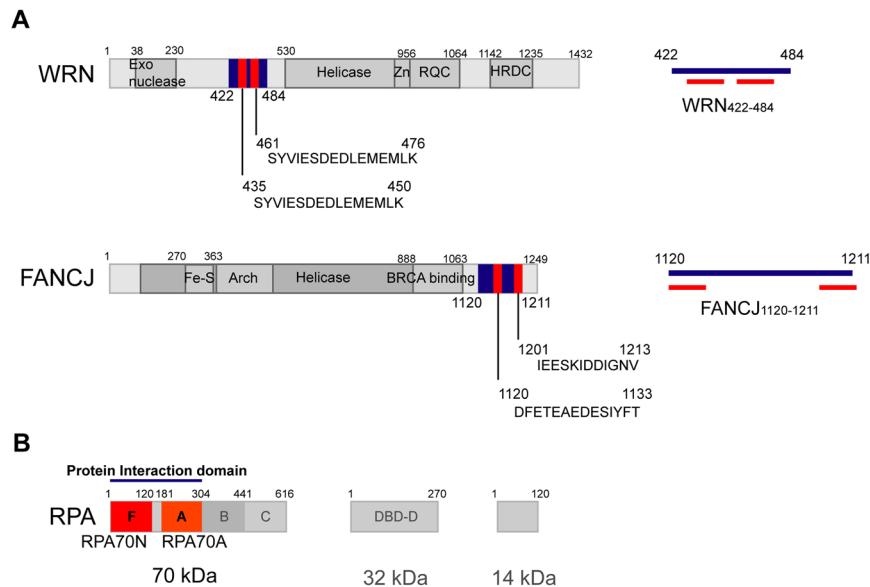 A
1 38 230 530 956 1064 1142 1235 1432
WRN
Exo
nuclease
Helicase Zn RQC HRDC
422 484
461 476
SYVIESDEDLEMEMLK
435 450
SYVIESDEDLEMEMLK
422 484
WRN422-484
1 270 363 888 1063 1249
FANCJ Fe-S Arch Helicase BRCA binding
1120 1211
1201 1213
IEESKIDDIGNV
1120 1133
DFETEAEDESIYFT
1120 1211
FANCJ1120-1211
B
Protein Interaction domain
1 120 181 304 441 616 1 270 1 120
RPA F A B C DBD-D
RPA70N RPA70A
70 kDa 32 kDa 14 kDa